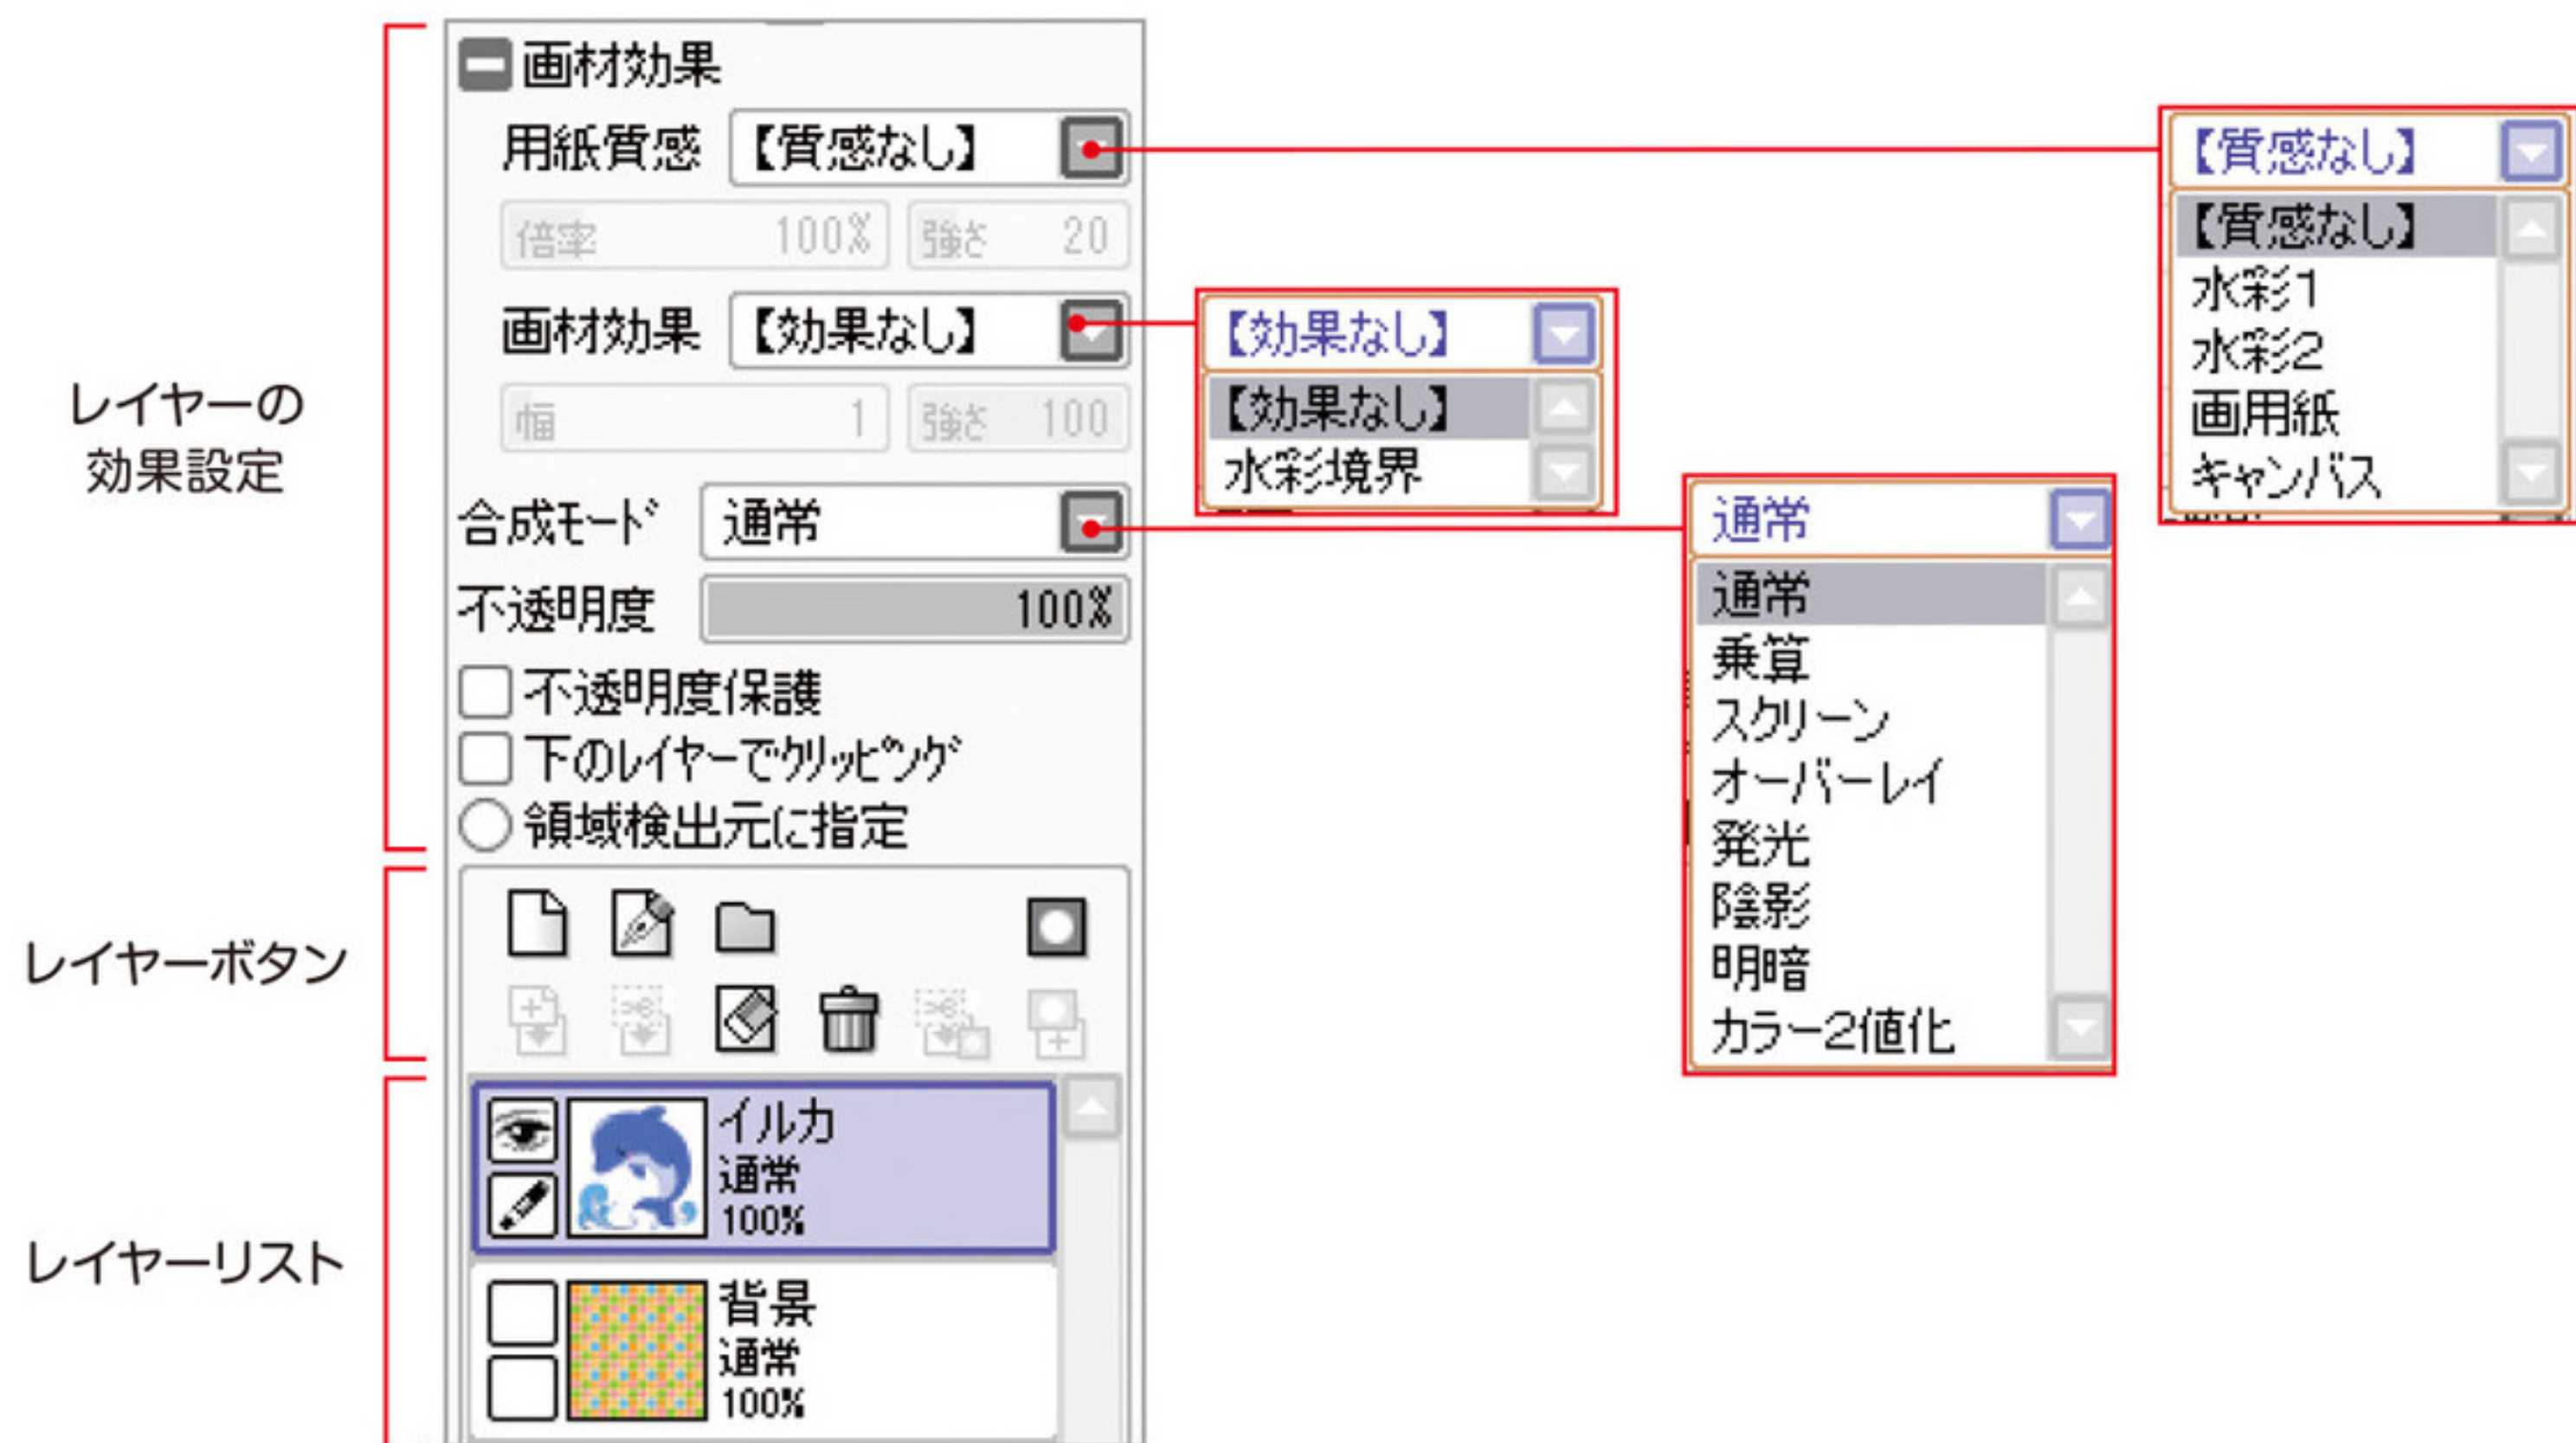 レイヤーの
効果設定
レイヤーボタン
レイヤーリスト
画材効果
用紙質感 【質感なし】
倍率 100% 強さ 20
画材効果 【効果なし】
幅 1 強さ 100
合成モード 通常
不透明度 100%
不透明度保護
下のレイヤーでクリッピング
領域検出元に指定
イルカ
通常
100%
背景
通常
100%
【効果なし】
【効果なし】
水彩境界
通常
通常
乗算
スクリーン
オーバーレイ
発光
陰影
明暗
カラー2値化
【質感なし】
【質感なし】
水彩1
水彩2
画用紙
キャンバス